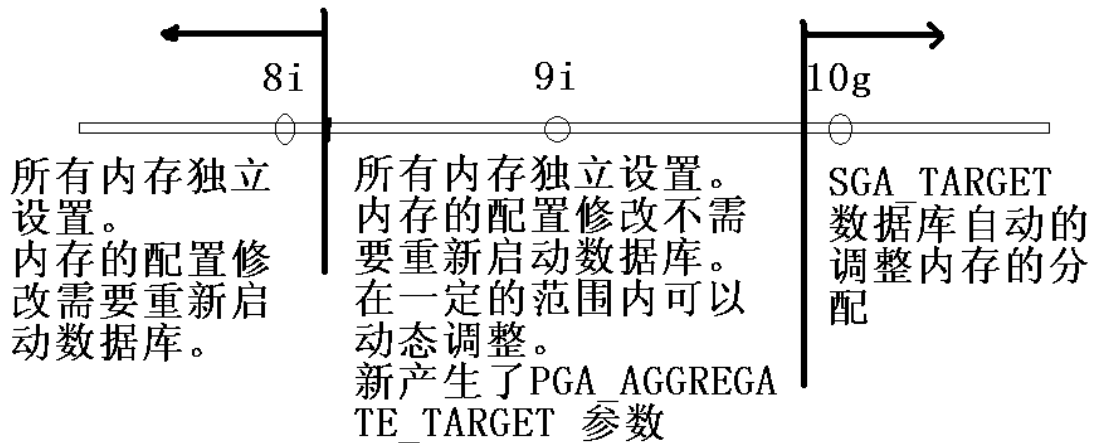 8i
9i
10g
所有内存独立
设置。
内存的配置修
改需要重新启
动数据库。
所有内存独立设置。
内存的配置修改不需
要重新启动数据库。
在一定的范围内可以
动态调整。
新产生了PGA_AGGREGA
TE_TARGET 参数
SGA_TARGET
数据库自动的
调整内存的分
配